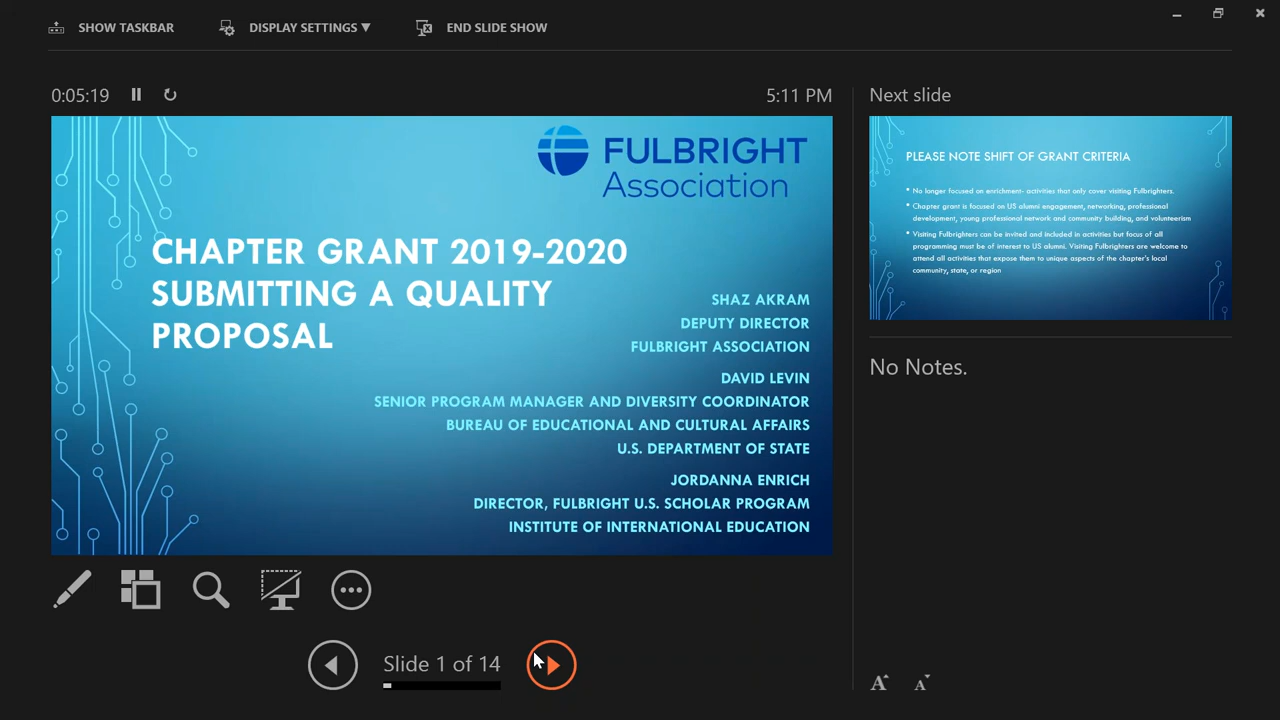 SHOW TASKBAR
DISPLAY SETTINGS ▼
END SLIDE SHOW
0:05:19
5:11 PM
FULBRIGHT
Association
CHAPTER GRANT 2019-2020
SUBMITTING A QUALITY
PROPOSAL
SHAZ AKRAM
DEPUTY DIRECTOR
FULBRIGHT ASSOCIATION
DAVID LEVIN
SENIOR PROGRAM MANAGER AND DIVERSITY COORDINATOR
BUREAU OF EDUCATIONAL AND CULTURAL AFFAIRS
U.S. DEPARTMENT OF STATE
JORDANNA ENRICH
DIRECTOR, FULBRIGHT U.S. SCHOLAR PROGRAM
INSTITUTE OF INTERNATIONAL EDUCATION
Slide 1 of 14
Next slide
PLEASE NOTE SHIFT OF GRANT CRITERIA
• No longer focused on enrichment- activities that only cover visiting Fulbrighters.
• Chapter grant is focused on US alumni engagement, networking, professional
development, young professional network and community building, and volunteerism
• Visiting Fulbrighters can be invited and included in activities but focus of all
programming must be of interest to US alumni. Visiting Fulbrighters are welcome to
attend all activities that expose them to unique aspects of the chapter's local
community, state, or region
No Notes.
A A